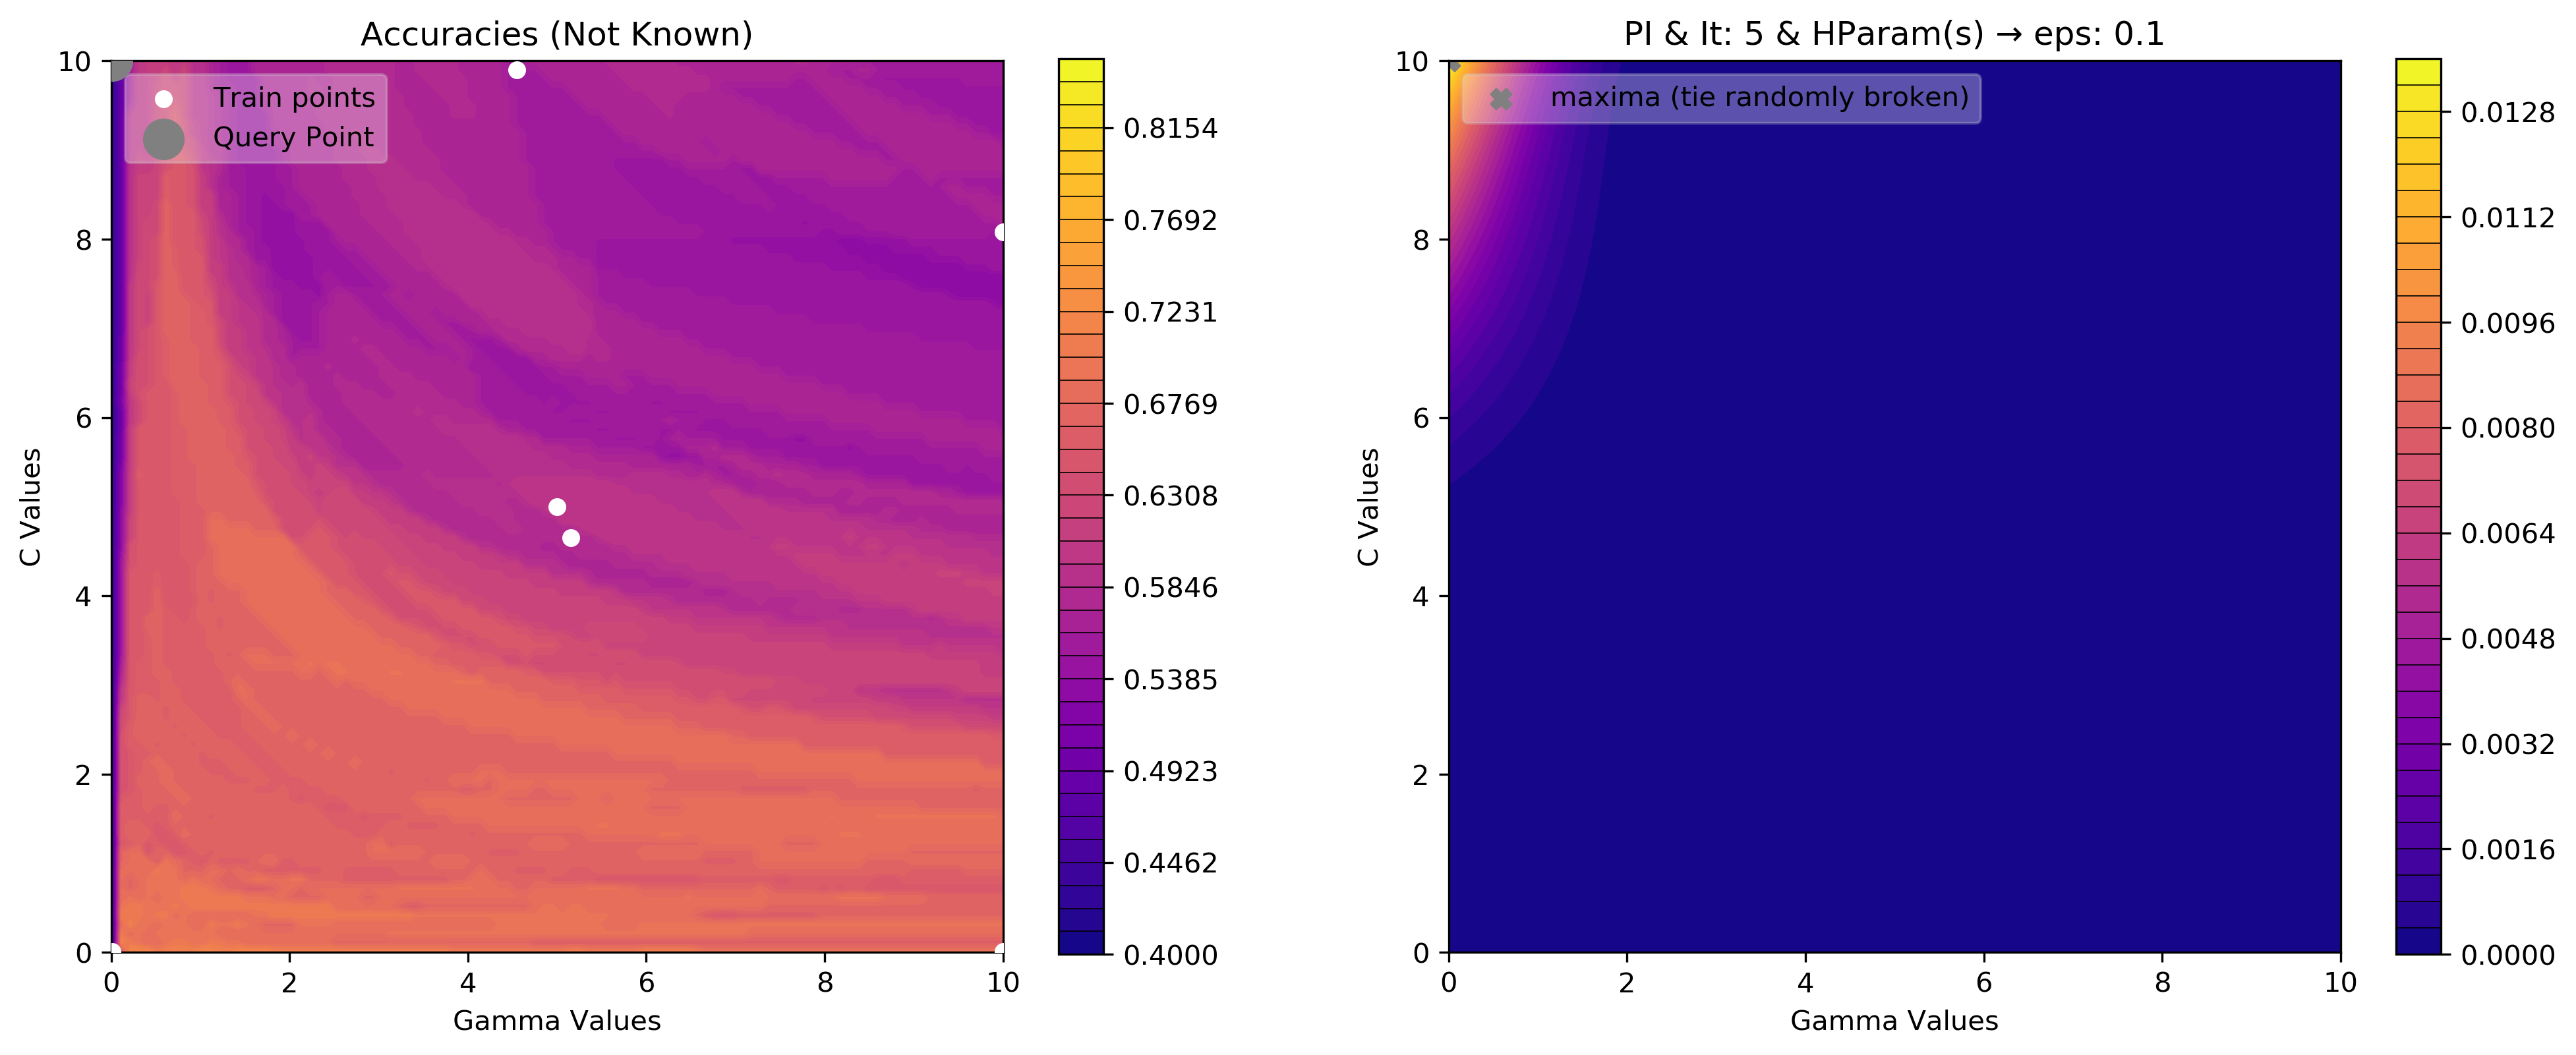 Accuracies (Not Known)
Train points
Query Point
10
8
6
4
2
0
C Values
0 2 4 6 8 10
Gamma Values
0.8154
0.7692
0.7231
0.6769
0.6308
0.5846
0.5385
0.4923
0.4462
0.4000
PI & It: 5 & HParam(s) → eps: 0.1
maxima (tie randomly broken)
10
8
6
4
2
0
C Values
0 2 4 6 8 10
Gamma Values
0.0128
0.0112
0.0096
0.0080
0.0064
0.0048
0.0032
0.0016
0.0000